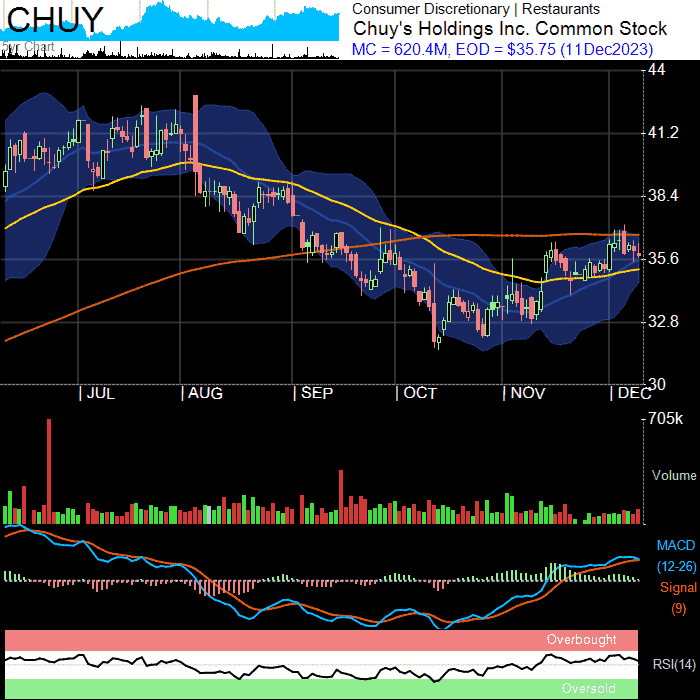 CHUY
5yr Chart
Consumer Discretionary | Restaurants
Chuy's Holdings Inc. Common Stock
MC = 620.4M, EOD = $35.75 (11Dec2023)
44
41.2
38.4
35.6
32.8
30
| JUL | AUG | SEP | OCT | NOV | DEC
705k
Volume
MACD
(12-26)
Signal
(9)
Overbought
RSI(14)
Oversold